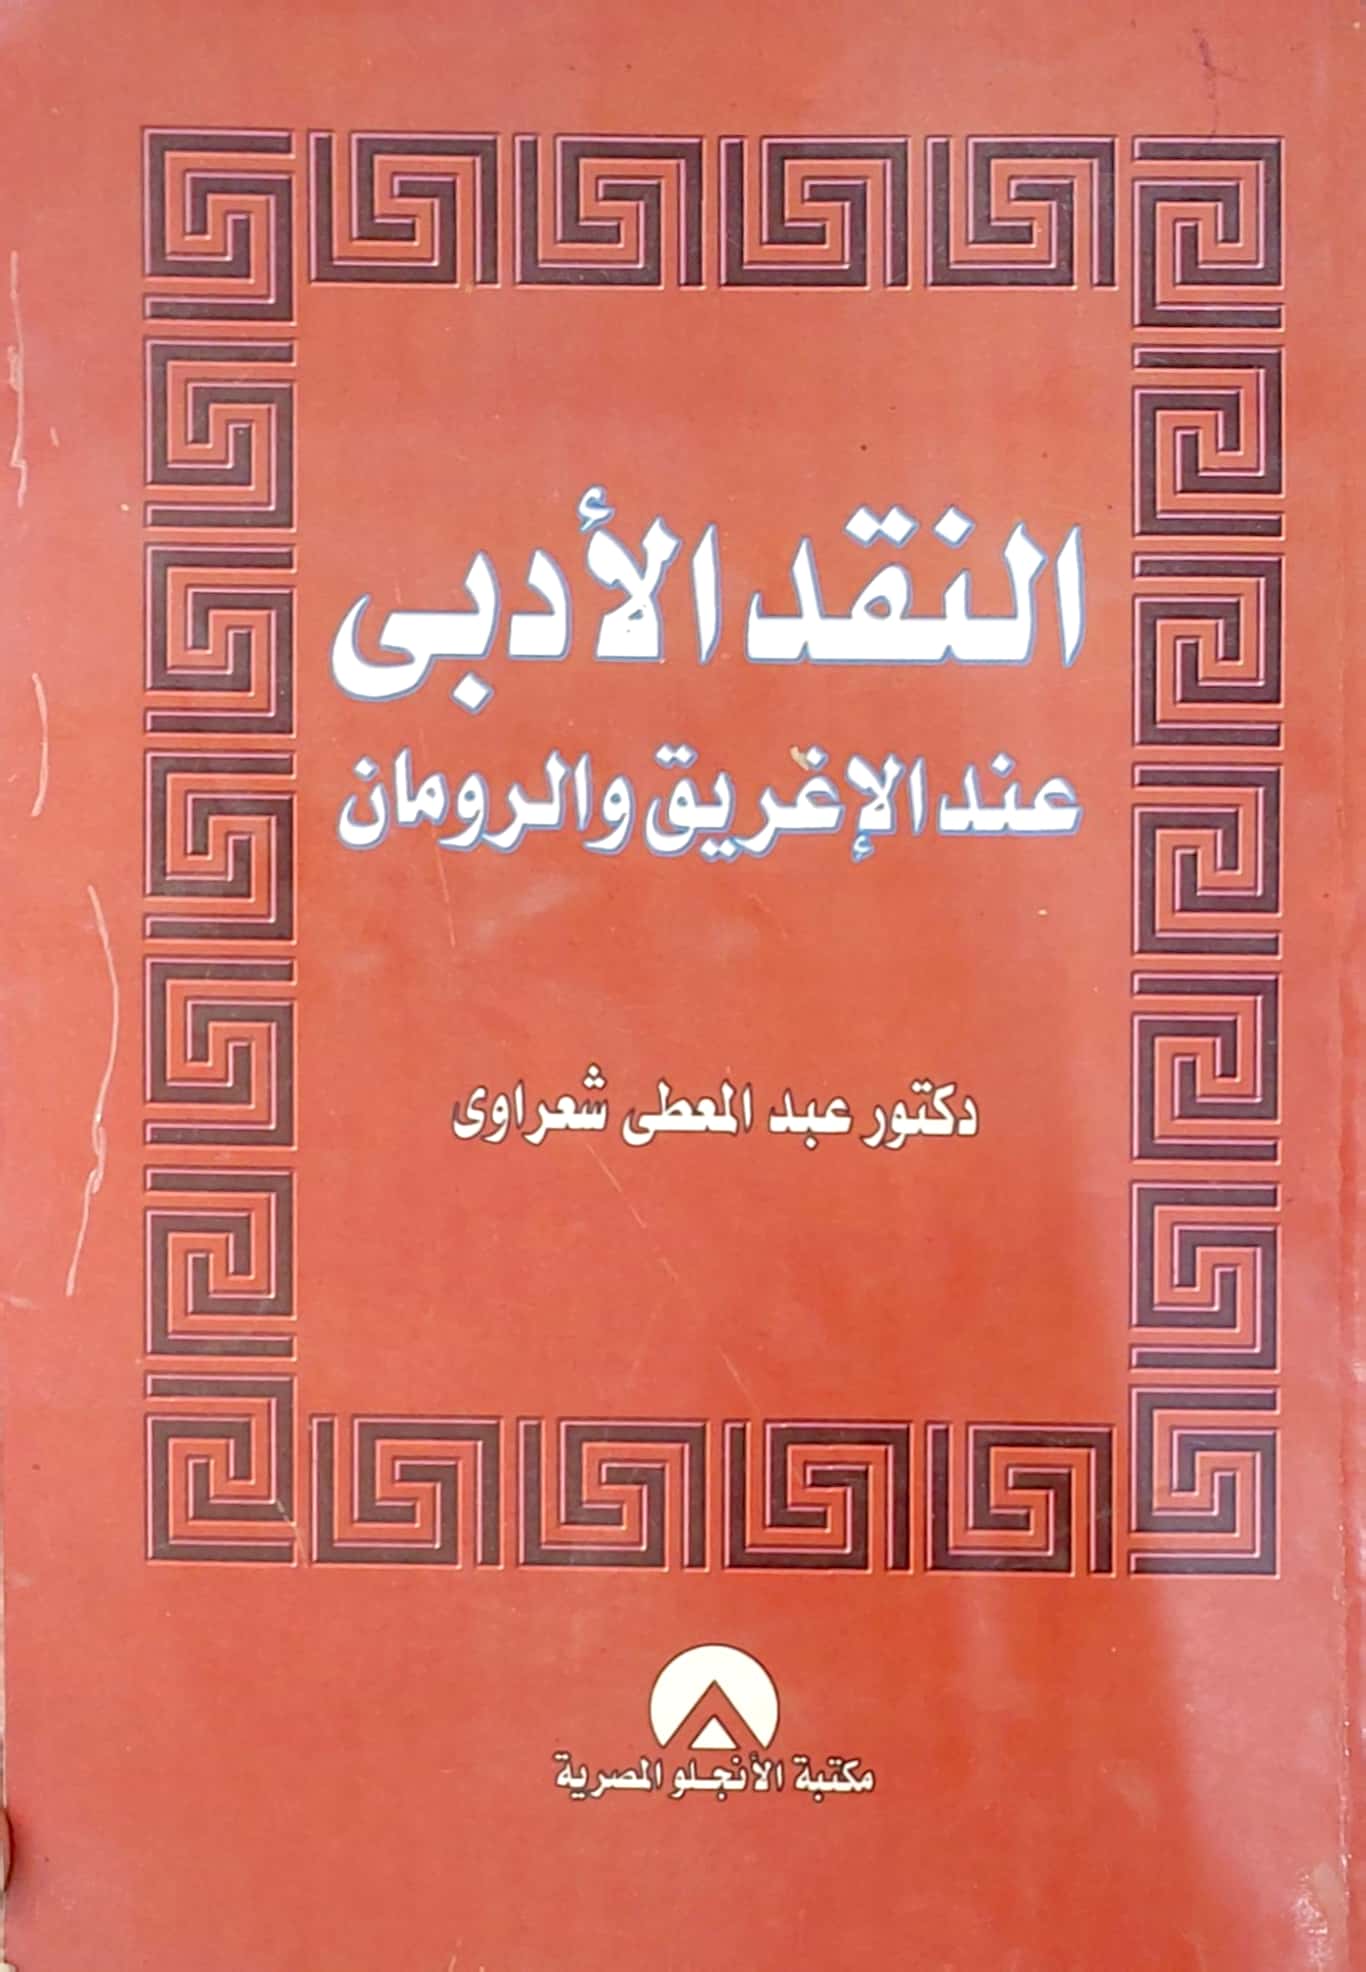 النقد الأدبى
عند الإغريق والرومان
دكتور عبد المعطى شعراوى
مكتبة الأنجلو المصرية